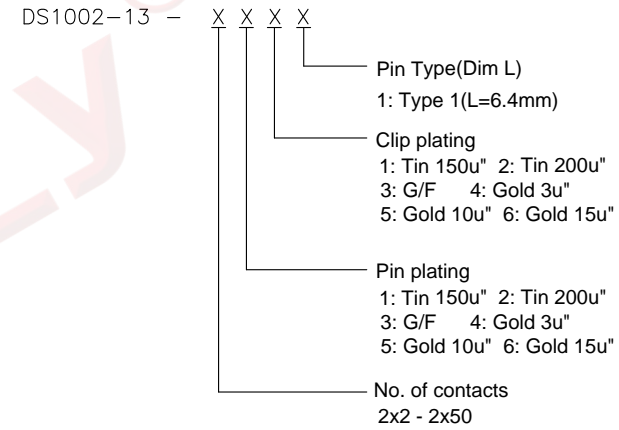 DS1002-13 - X X X X
Pin Type(Dim L)
1: Type 1(L=6.4mm)
Clip plating
1: Tin 150u" 2: Tin 200u"
3: G/F 4: Gold 3u"
5: Gold 10u" 6: Gold 15u"
Pin plating
1: Tin 150u" 2: Tin 200u"
3: G/F 4: Gold 3u"
5: Gold 10u" 6: Gold 15u"
No. of contacts
2x2 - 2x50